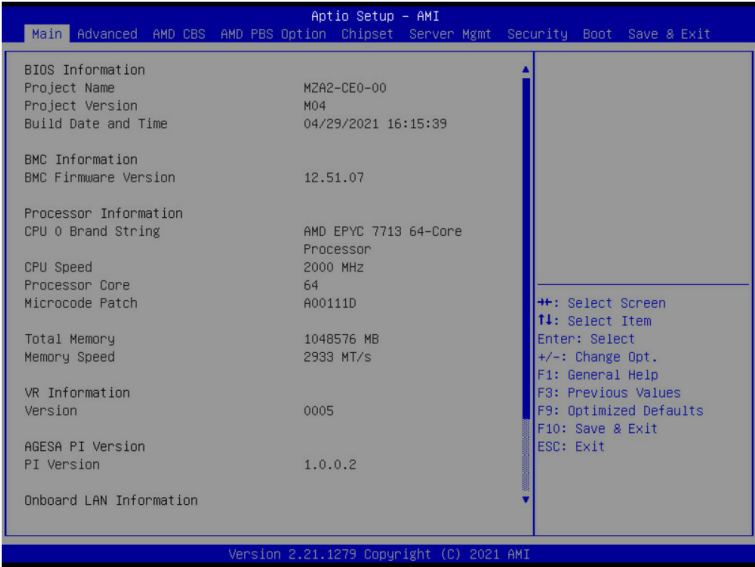 Aptio Setup - AMI
Main Advanced AMD CBS AMD PBS Option Chipset Server Mgmt Security Boot Save & Exit
BIOS Information
Project Name MZA2-CE0-00
Project Version M04
Build Date and Time 04/29/2021 16:15:39
BMC Information
BMC Firmware Version 12.51.07
Processor Information
CPU 0 Brand String AMD EPYC 7713 64-Core
Processor
CPU Speed 2000 MHz
Processor Core 64
Microcode Patch A00111D
Total Memory 1048576 MB
Memory Speed 2933 MT/s
VR Information
Version 0005
AGESA PI Version
PI Version 1.0.0.2
Onboard LAN Information
→←: Select Screen
↑↓: Select Item
Enter: Select
+/-: Change Opt.
F1: General Help
F3: Previous Values
F9: Optimized Defaults
F10: Save & Exit
ESC: Exit
Version 2.21.1279 Copyright (C) 2021 AMI